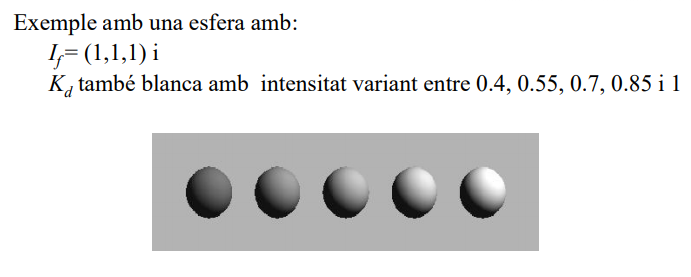 Exemple amb una esfera amb:
If= (1,1,1) i
Kd també blanca amb intensitat variant entre 0.4, 0.55, 0.7, 0.85 i 1